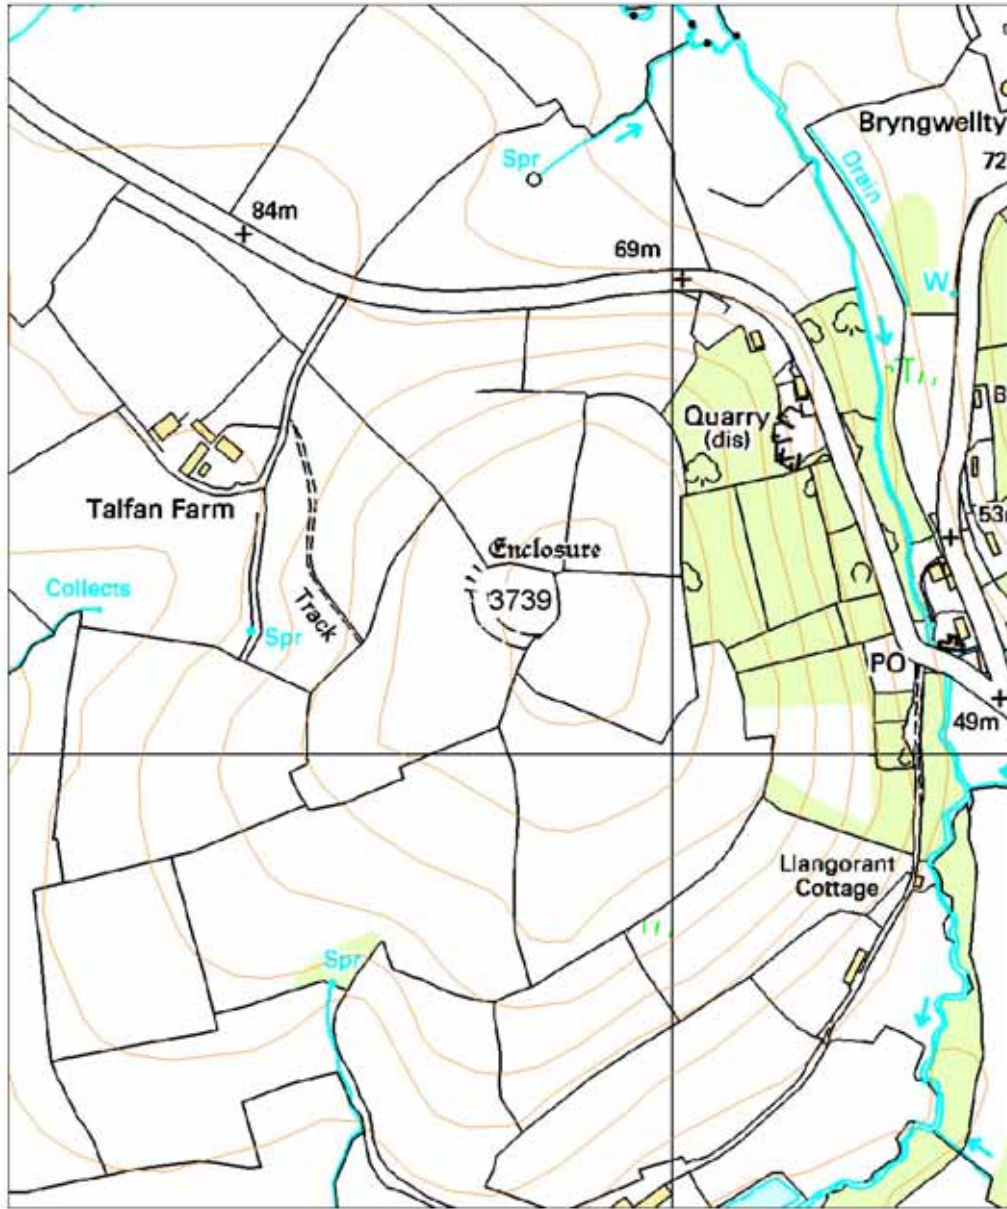 Bryngwellty
72
Spr
Drain
84m
69m
W
B
Quarry
(dis)
Talfan Farm
53
Enclosure
3739
Collects
Track
Spr
PO
49m
Llangorant
Cottage
Spr